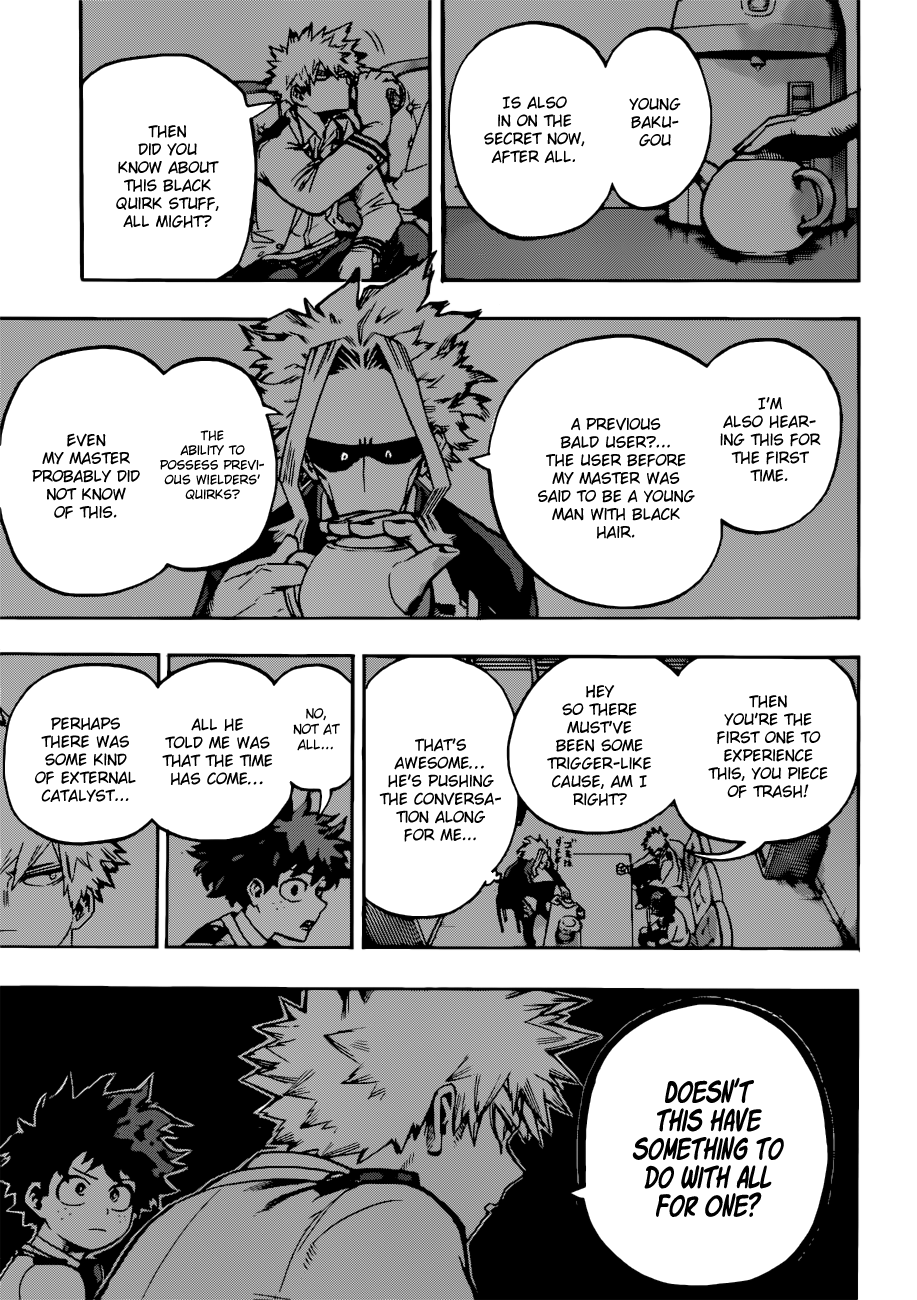 YOUNG
BAKU-
GOU
IS ALSO
IN ON THE
SECRET NOW,
AFTER ALL.
THEN
DID YOU
KNOW ABOUT
THIS BLACK
QUIRK STUFF,
ALL MIGHT?
I'M
ALSO HEAR-
ING THIS FOR
THE FIRST
TIME.
A PREVIOUS
BALD USER?...
THE USER BEFORE
MY MASTER WAS
SAID TO BE A YOUNG
MAN WITH BLACK
HAIR.
THE
ABILITY TO
POSSESS PREVI-
OUS WIELDERS'
QUIRKS?
EVEN
MY MASTER
PROBABLY DID
NOT KNOW
OF THIS.
THEN
YOU'RE THE
FIRST ONE TO
EXPERIENCE
THIS, YOU PIECE
OF TRASH!
HEY
SO THERE
MUST'VE
BEEN SOME
TRIGGER-LIKE
CAUSE, AM I
RIGHT?
THAT'S
AWESOME...
HE'S PUSHING
THE CONVERSA-
TION ALONG
FOR ME...
NO,
NOT AT
ALL...
ALL HE
TOLD ME WAS
THAT THE TIME
HAS COME...
PERHAPS
THERE WAS
SOME KIND
OF EXTERNAL
CATALYST...
DOESN'T
THIS HAVE
SOMETHING TO
DO WITH ALL
FOR ONE?